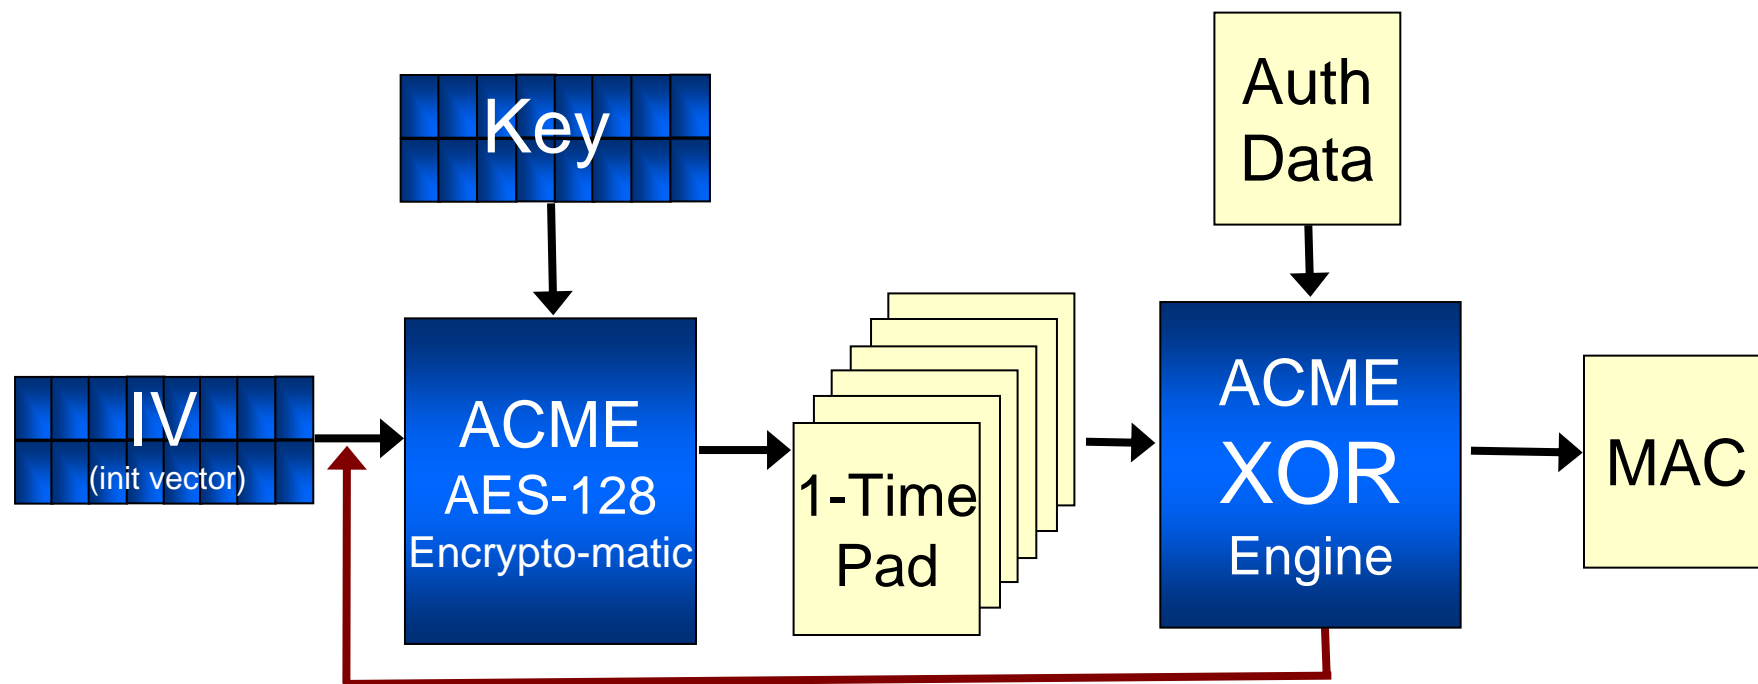 Key
Auth
Data
IV
(init vector)
ACME
AES-128
Encrypto-matic
1-Time
Pad
ACME
XOR
Engine
MAC